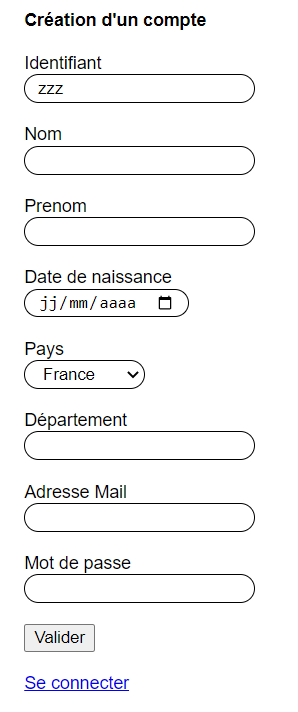 Création d'un compte
Identifiant
zzz
Nom
Prenom
Date de naissance
jj/mm/aaaa
Pays
France
Département
Adresse Mail
Mot de passe
Valider
Se connecter